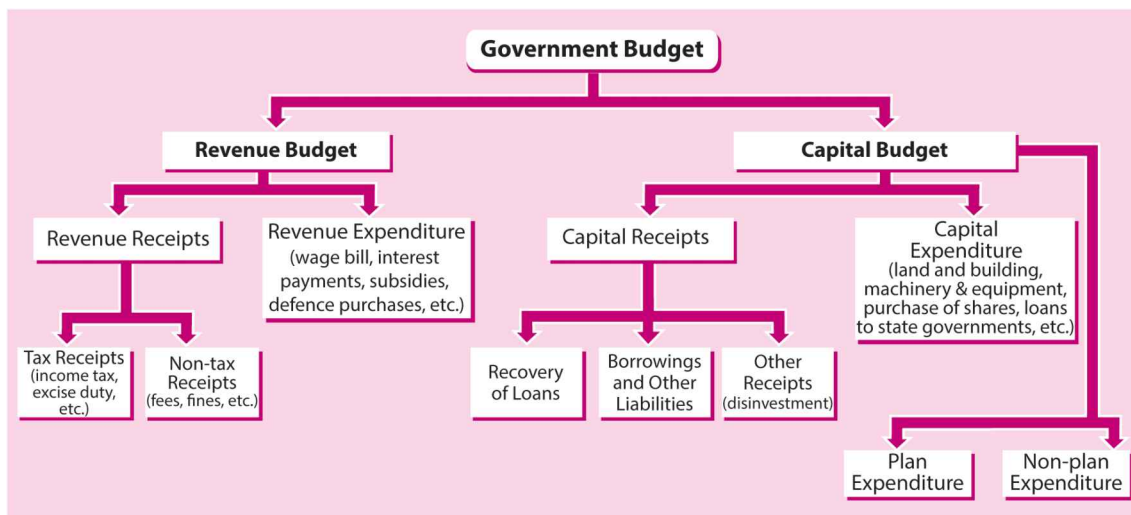 Government Budget
Revenue Budget
Capital Budget
Revenue Receipts
Revenue Expenditure
(wage bill, interest
payments, subsidies,
defence purchases, etc.)
Capital Receipts
Capital
Expenditure
(land and building,
machinery & equipment,
purchase of shares, loans
to state governments, etc.)
Tax Receipts
(income tax,
excise duty,
etc.)
Non-tax
Receipts
(fees, fines, etc.)
Recovery
of Loans
Borrowings
and Other
Liabilities
Other
Receipts
(disinvestment)
Plan
Expenditure
Non-plan
Expenditure